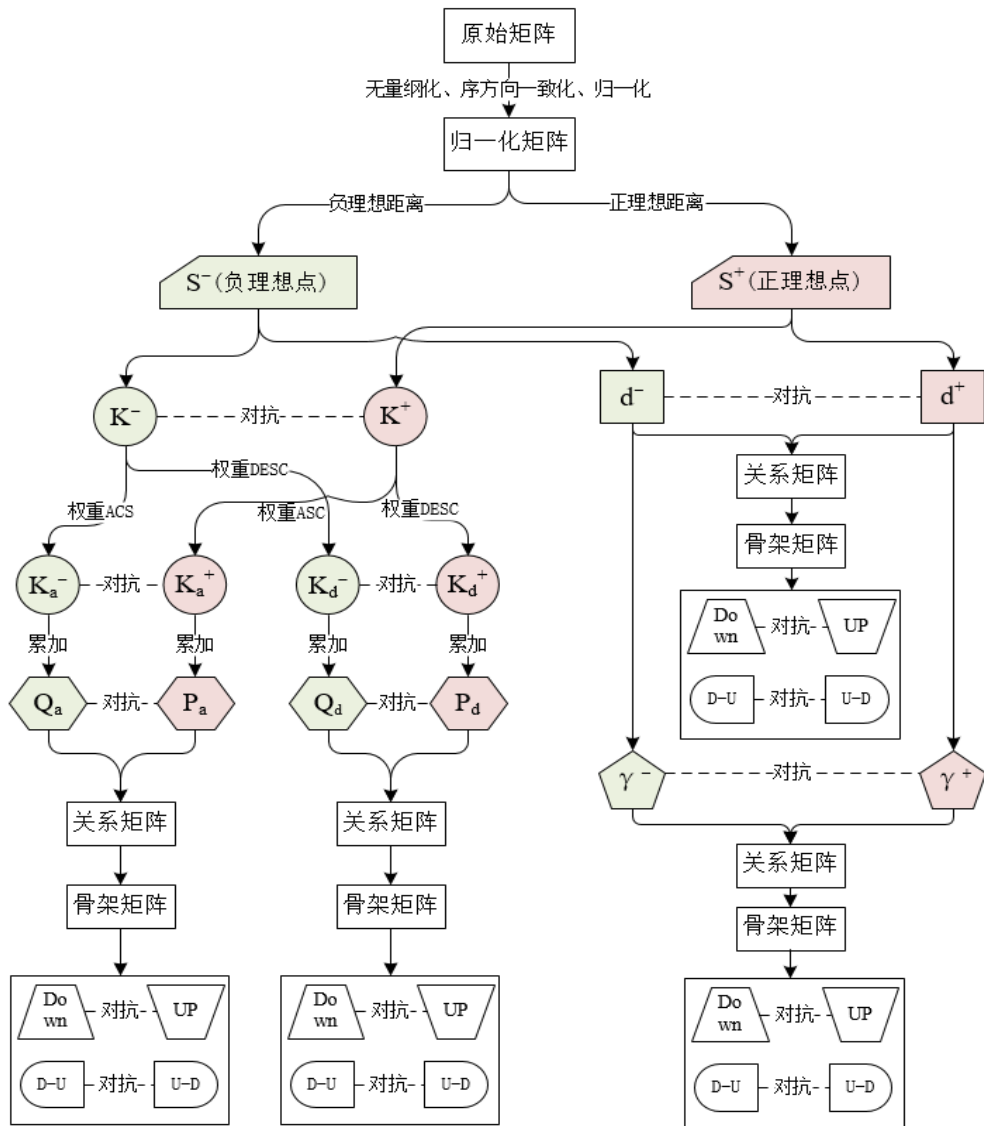 原始矩阵
无量纲化、序方向一致化、归一化
归一化矩阵
负理想距离
正理想距离
S⁻(负理想点)
S⁺(正理想点)
K⁻
对抗
K⁺
d⁻
对抗
d⁺
权重DESC
权重ACS
权重ASC
权重DESC
关系矩阵
骨架矩阵
Kₐ⁻
对抗
Kₐ⁺
K_d⁻
对抗
K_d⁺
Do
wn
对抗
UP
累加
累加
累加
累加
D-U
对抗
U-D
Qₐ
对抗
Pₐ
Q_d
对抗
P_d
γ⁻
对抗
γ⁺
关系矩阵
关系矩阵
关系矩阵
骨架矩阵
骨架矩阵
骨架矩阵
Do
wn
对抗
UP
Do
wn
对抗
UP
Do
wn
对抗
UP
D-U
对抗
U-D
D-U
对抗
U-D
D-U
对抗
U-D